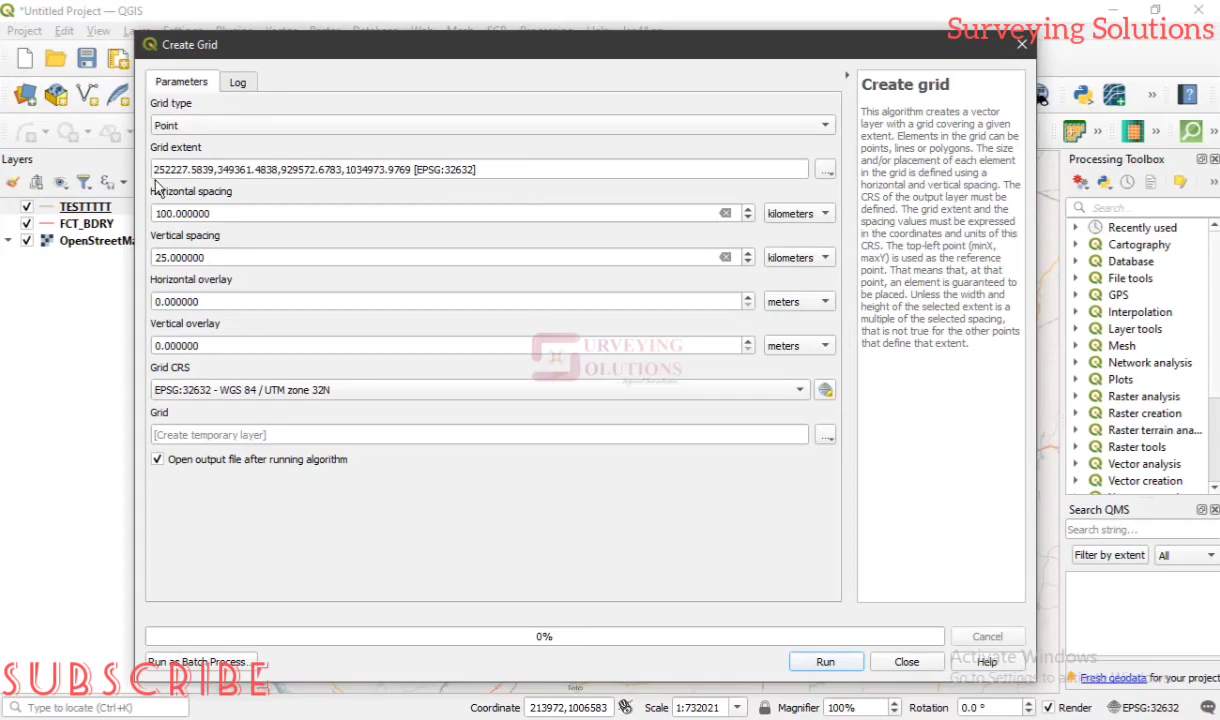 *Untitled Project — QGIS
Surveying Solutions
Project Edit View
Create Grid
Parameters
Log
Grid type
Point
Grid extent
252227.5839,349361.4838,929572.6783,1034973.9769 [EPSG:32632]
Horizontal spacing
100.000000
kilometers
Vertical spacing
25.000000
kilometers
Horizontal overlay
0.000000
meters
Vertical overlay
0.000000
meters
Grid CRS
EPSG:32632 - WGS 84 / UTM zone 32N
Grid
[Create temporary layer]
Open output file after running algorithm
URVEYING
OLUTIONS
0%
Run as Batch Process...
Run
Close
Cancel
Help
Create grid
This algorithm creates a vector
layer with a grid covering a given
extent. Elements in the grid can be
points, lines or polygons. The size
and/or placement of each element
in the grid is defined using a
horizontal and vertical spacing. The
CRS of the output layer must be
defined. The grid extent and the
spacing values must be expressed
in the coordinates and units of this
CRS. The top-left point (minX,
maxY) is used as the reference
point. That means that, at that
point, an element is guaranteed to
be placed. Unless the width and
height of the selected extent is a
multiple of the selected spacing,
that is not true for the other points
that define that extent.
Layers
TESTTTTT
FCT_BDRY
OpenStreetMa
Processing Toolbox
Search...
Recently used
Cartography
Database
File tools
GPS
Interpolation
Layer tools
Mesh
Network analysis
Plots
Raster analysis
Raster creation
Raster terrain ana...
Raster tools
Vector analysis
Vector creation
Search QMS
Search string...
Filter by extent
All
Activate Windows
Go to Settings to a
Fresh geodata for your project
SUBSCRIBE
Type to locate (Ctrl+K)
Coordinate 213972,1006583
Scale 1:732021
Magnifier 100%
Rotation 0.0 °
Render
EPSG:32632